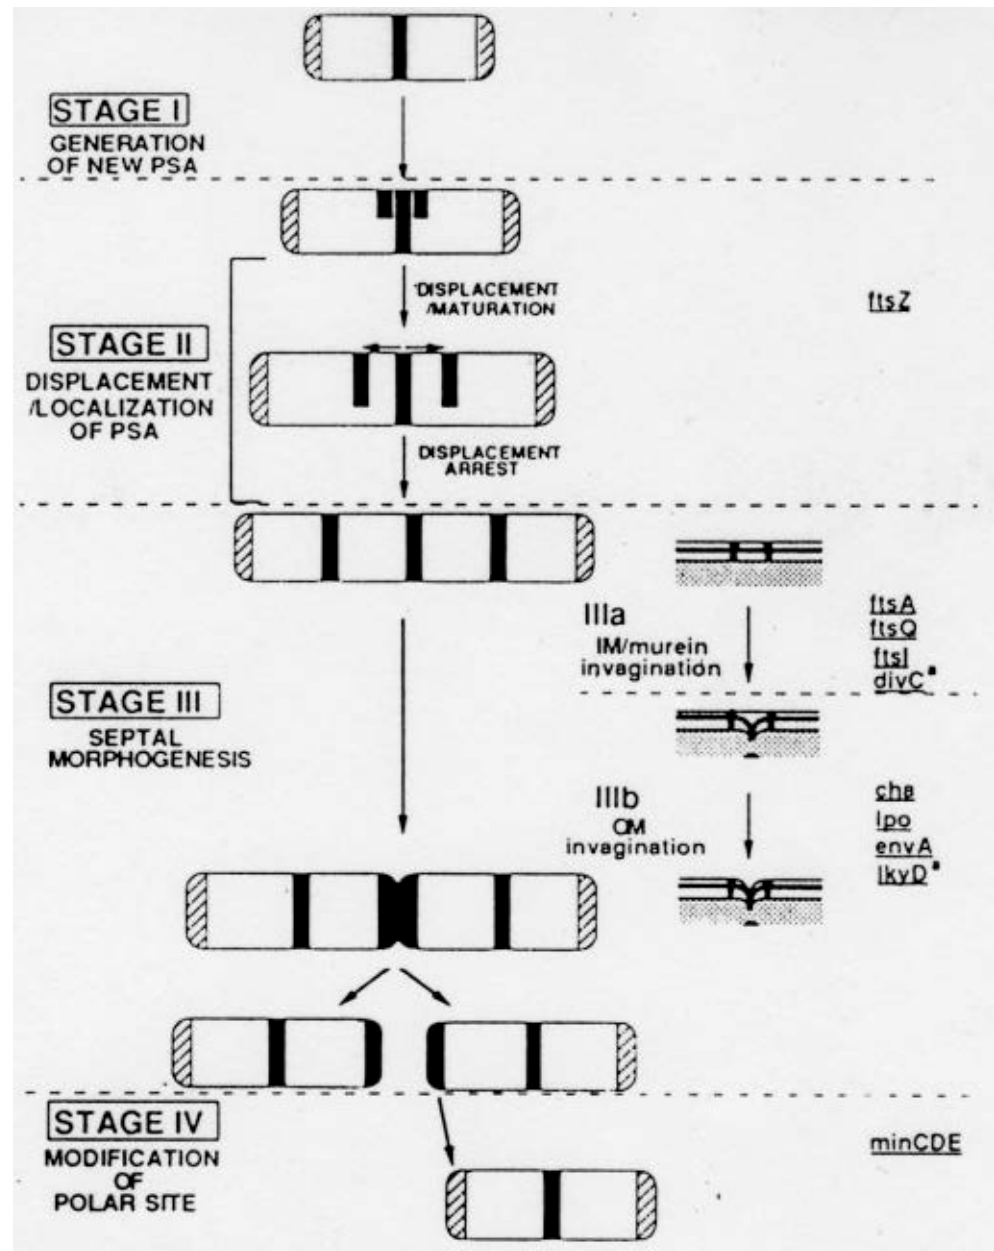 STAGE I
GENERATION
OF NEW PSA
DISPLACEMENT
/MATURATION
ftsZ
STAGE II
DISPLACEMENT
/LOCALIZATION
OF PSA
DISPLACEMENT
ARREST
IIIa
IM/murein
invagination
ftsA
ftsQ
ftsI
divC a
STAGE III
SEPTAL
MORPHOGENESIS
IIIb
OM
invagination
cha
lpo
envA
lkyD a
STAGE IV
MODIFICATION
OF
POLAR SITE
minCDE